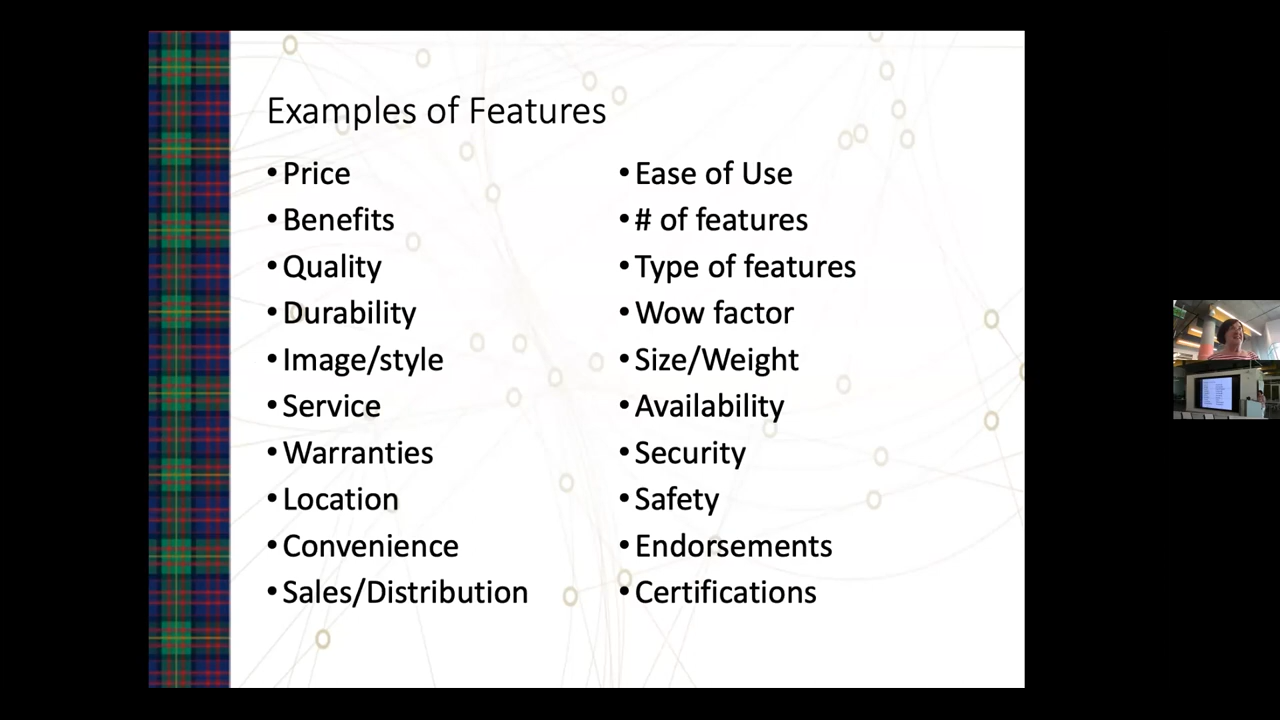 Examples of Features
• Price
• Benefits
• Quality
• Durability
• Image/style
• Service
• Warranties
• Location
• Convenience
• Sales/Distribution
• Ease of Use
• # of features
• Type of features
• Wow factor
• Size/Weight
• Availability
• Security
• Safety
• Endorsements
• Certifications